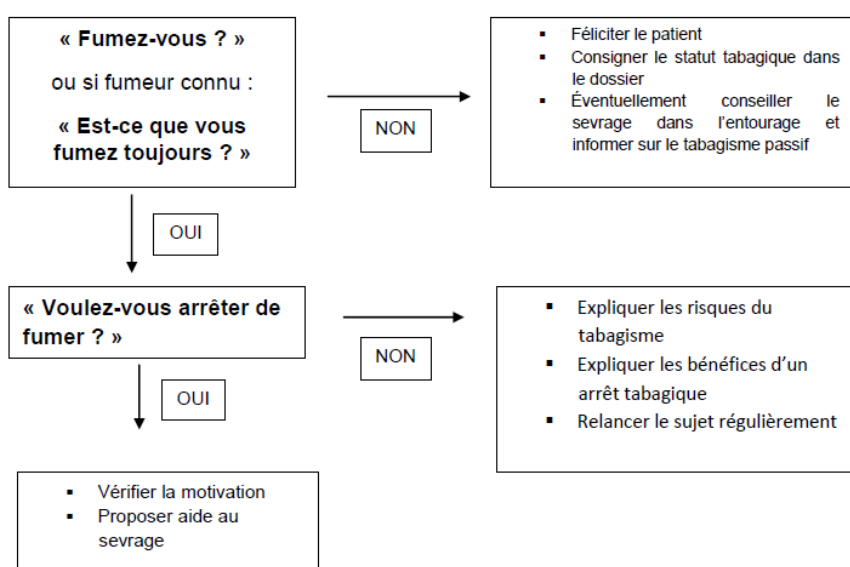 « Fumez-vous ? »
ou si fumeur connu :
« Est-ce que vous
fumez toujours ? »
NON
▪ Féliciter le patient
▪ Consigner le statut tabagique dans
le dossier
▪ Éventuellement conseiller le
sevrage dans l'entourage et
informer sur le tabagisme passif
OUI
« Voulez-vous arrêter de
fumer ? »
NON
▪ Expliquer les risques du
tabagisme
▪ Expliquer les bénéfices d'un
arrêt tabagique
▪ Relancer le sujet régulièrement
OUI
▪ Vérifier la motivation
▪ Proposer aide au
sevrage